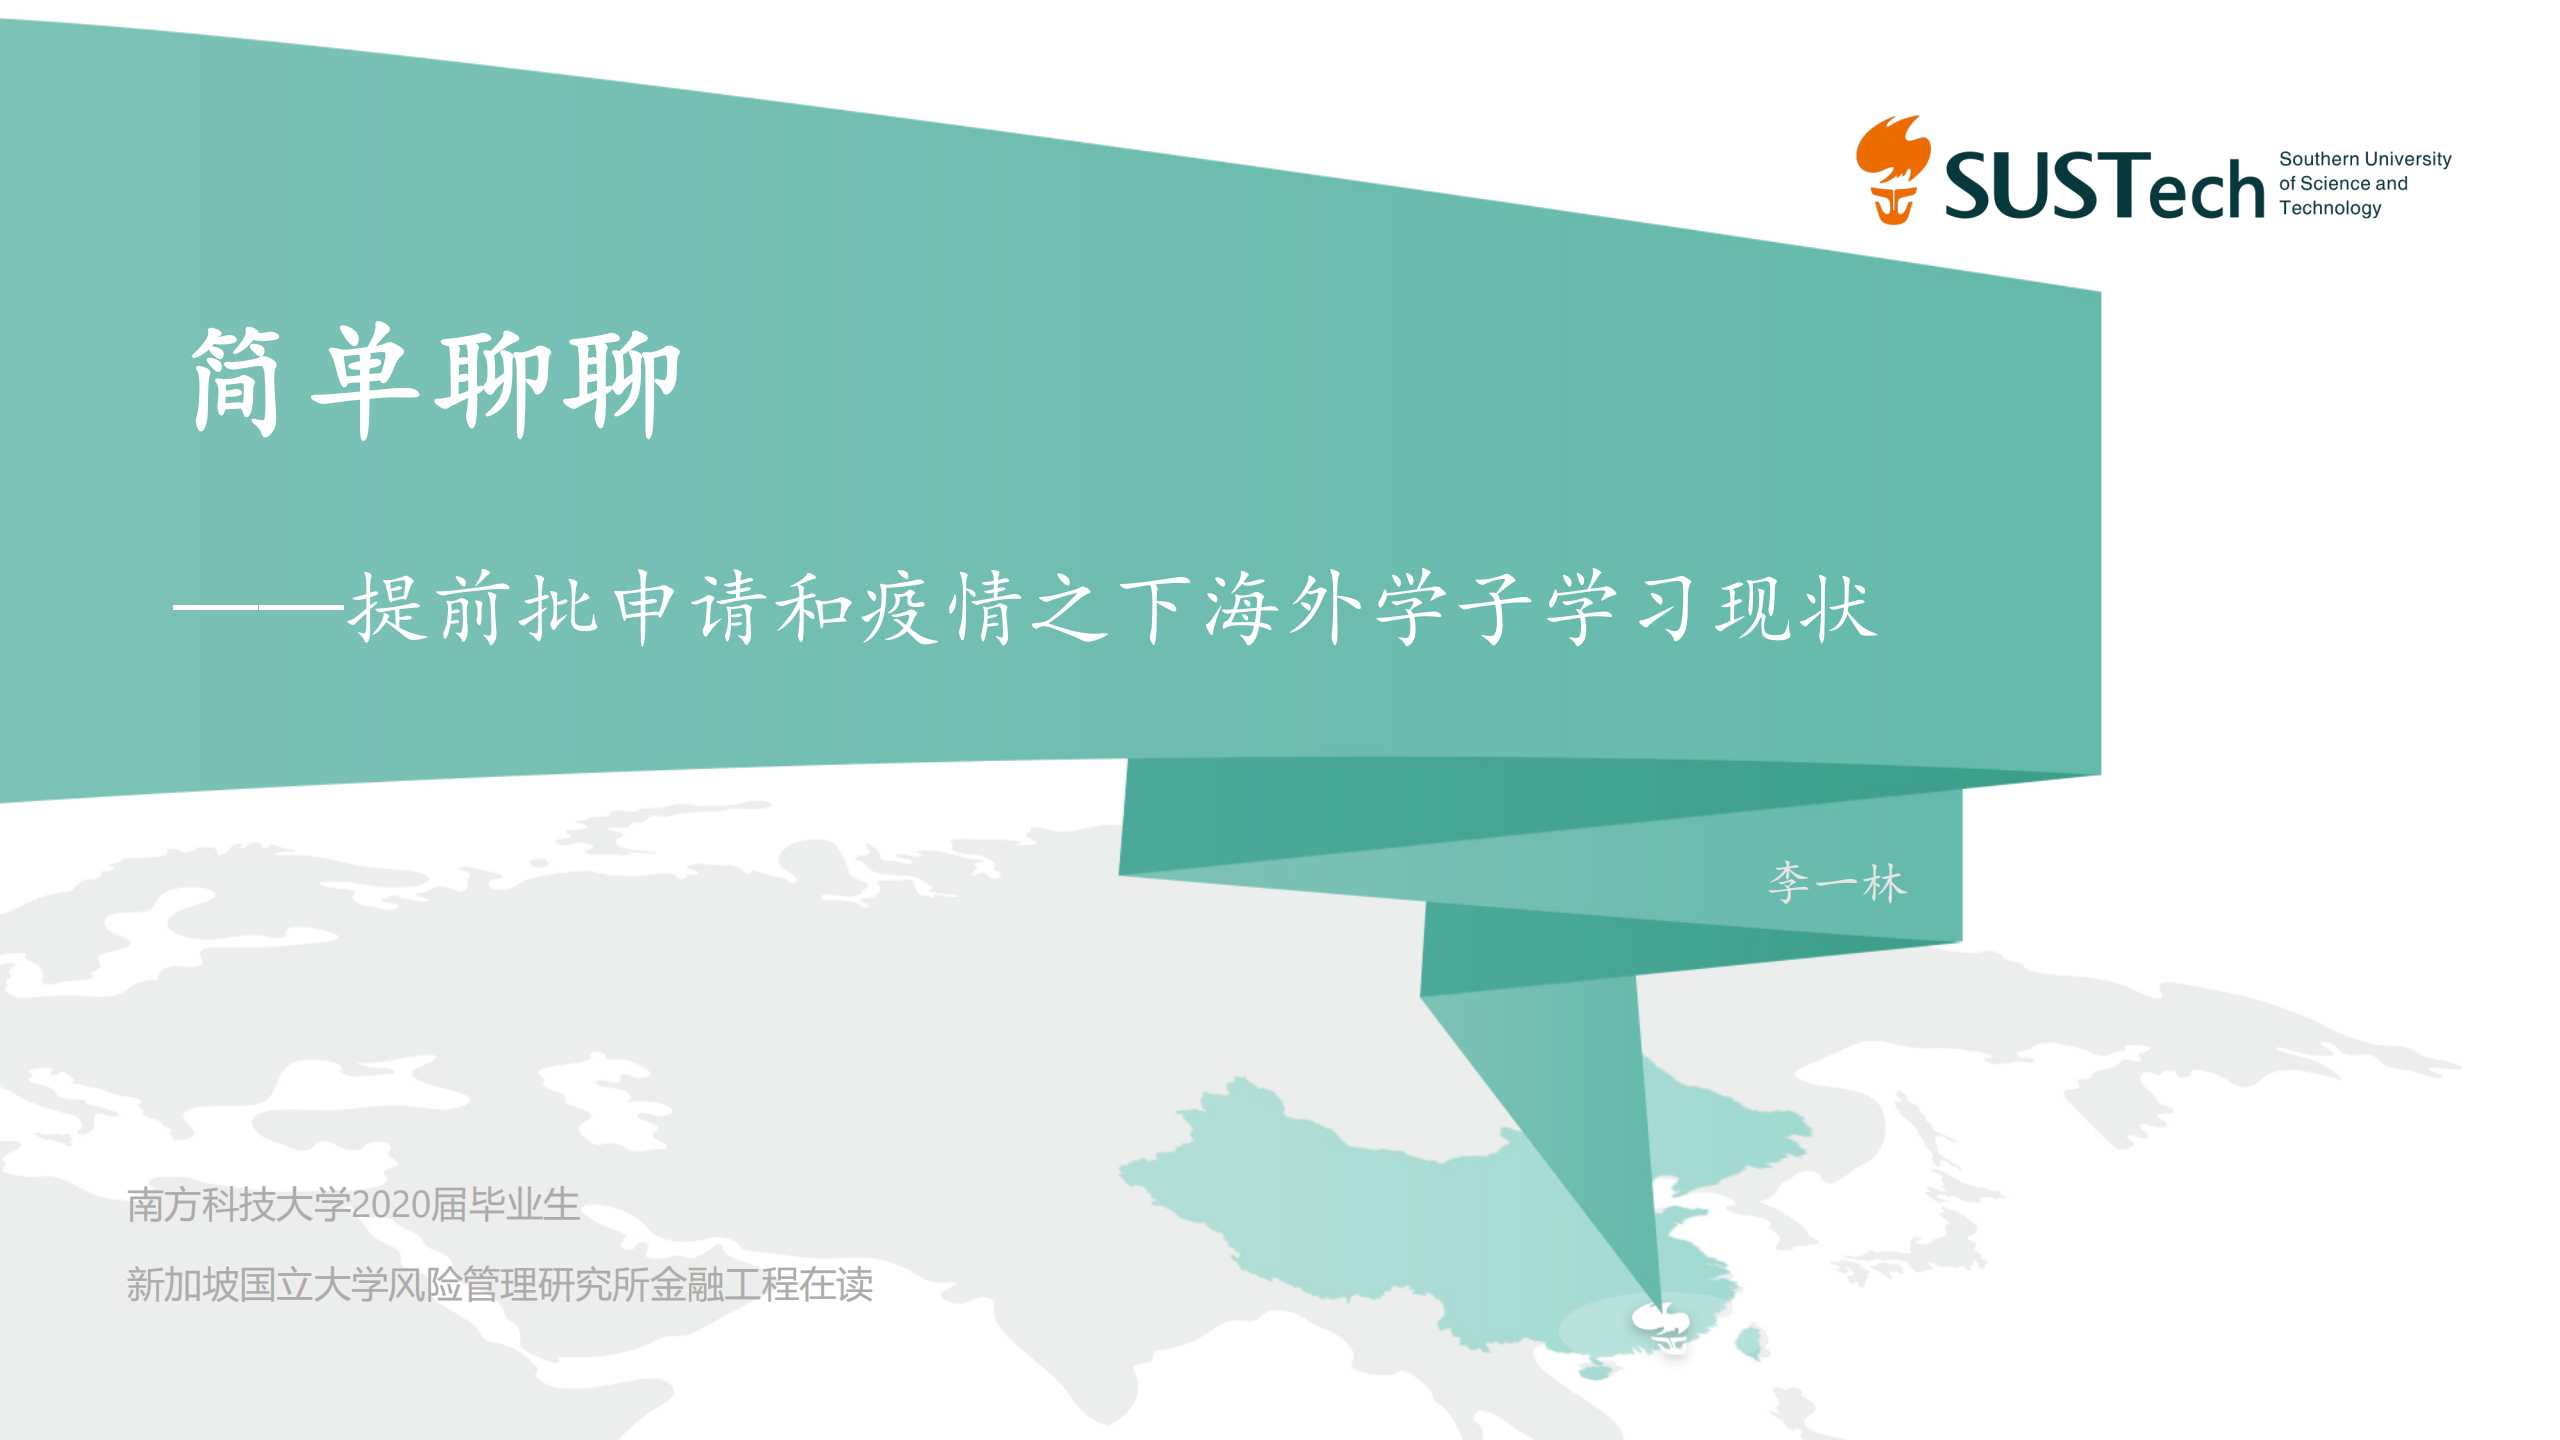 SUSTech
Southern University
of Science and
Technology
简单聊聊
——提前批申请和疫情之下海外学子学习现状
李一林
南方科技大学2020届毕业生
新加坡国立大学风险管理研究所金融工程在读